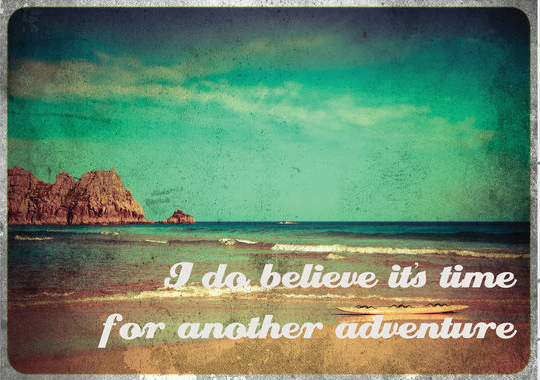 I do believe it's time
for another adventure